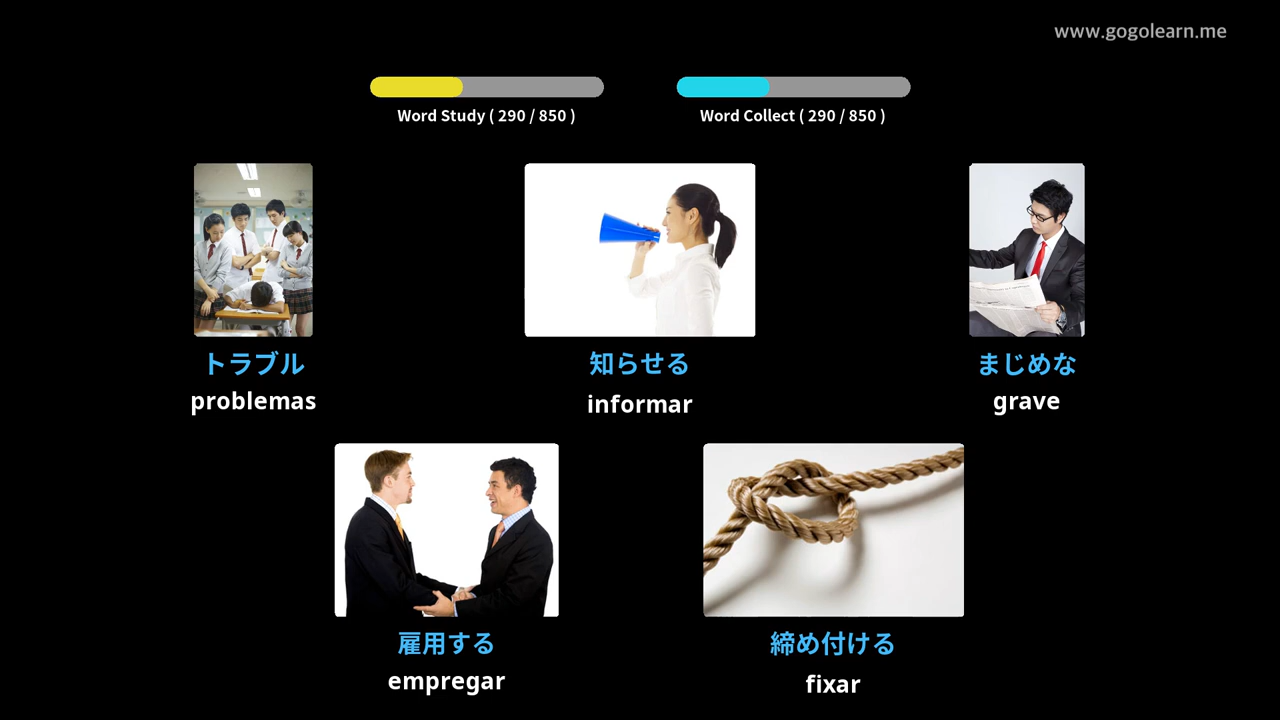 www.gogolearn.me
Word Study ( 290 / 850 )
Word Collect ( 290 / 850 )
トラブル
problemas
知らせる
informar
まじめな
grave
雇用する
empregar
締め付ける
fixar